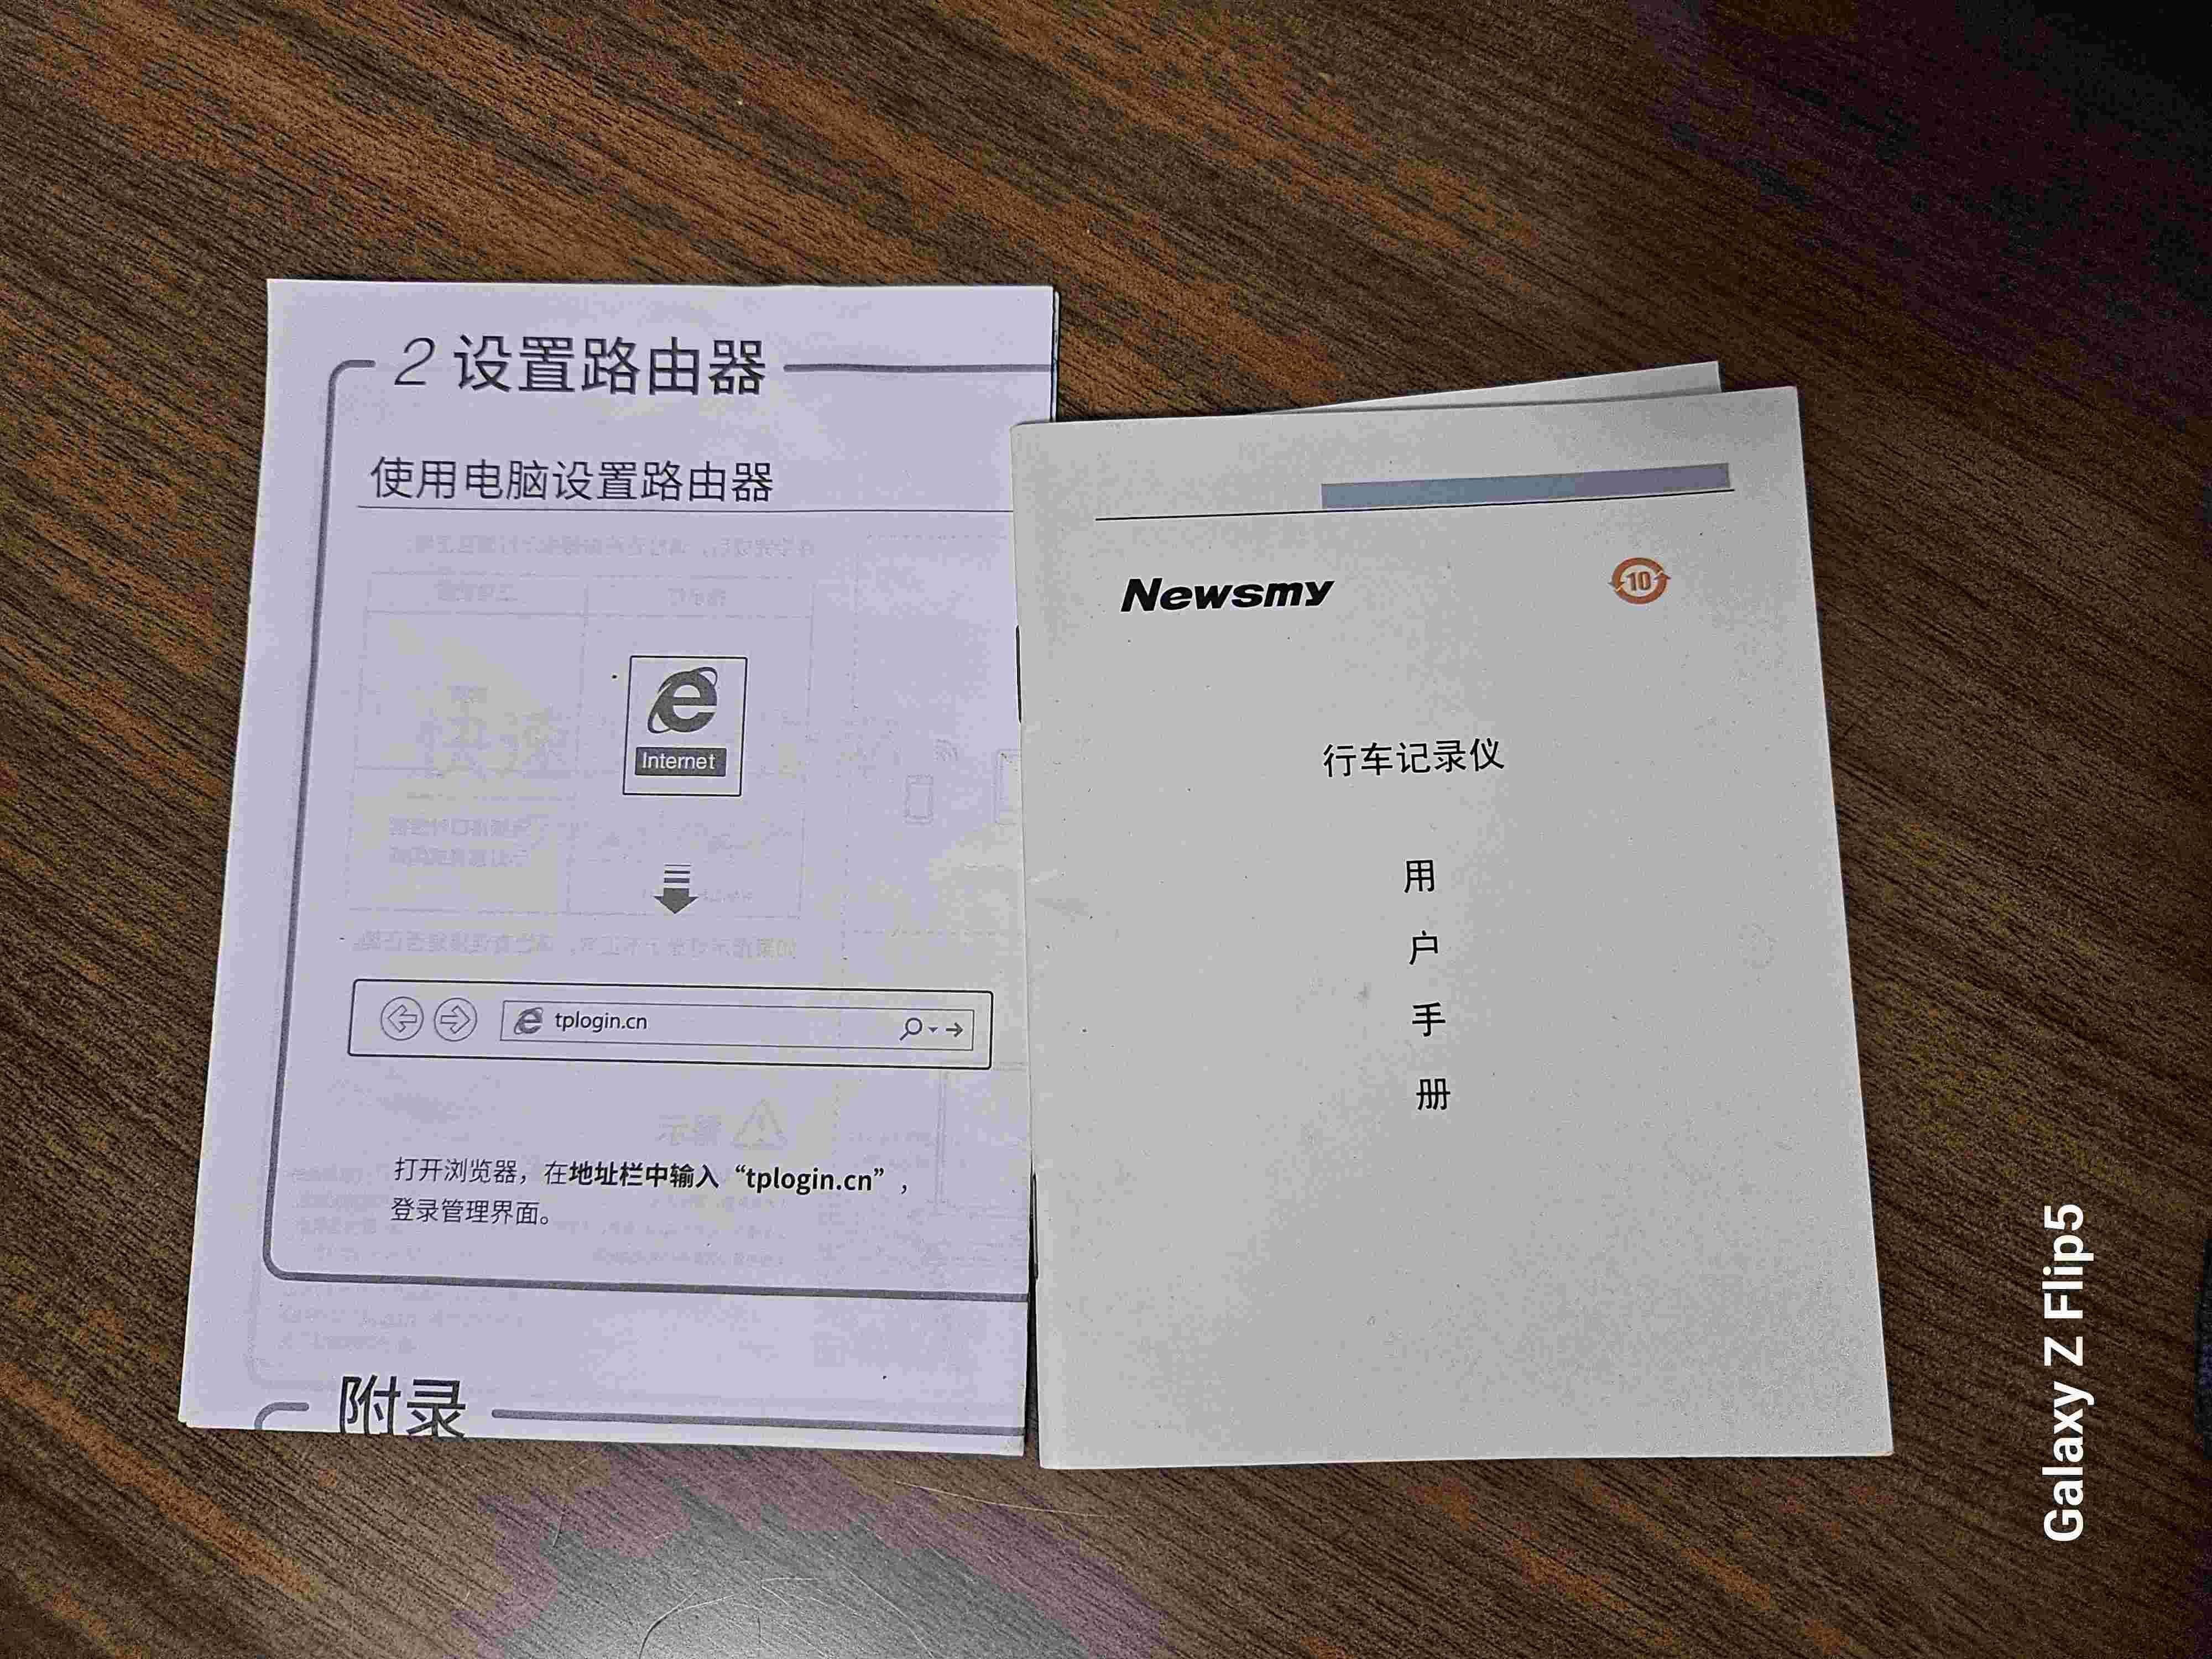 2 设置路由器
使用电脑设置路由器
Internet
tplogin.cn
打开浏览器，在地址栏中输入“tplogin.cn”，
登录管理界面。
附录
Newsmy
10
行车记录仪
用
户
手
册
Galaxy Z Flip5